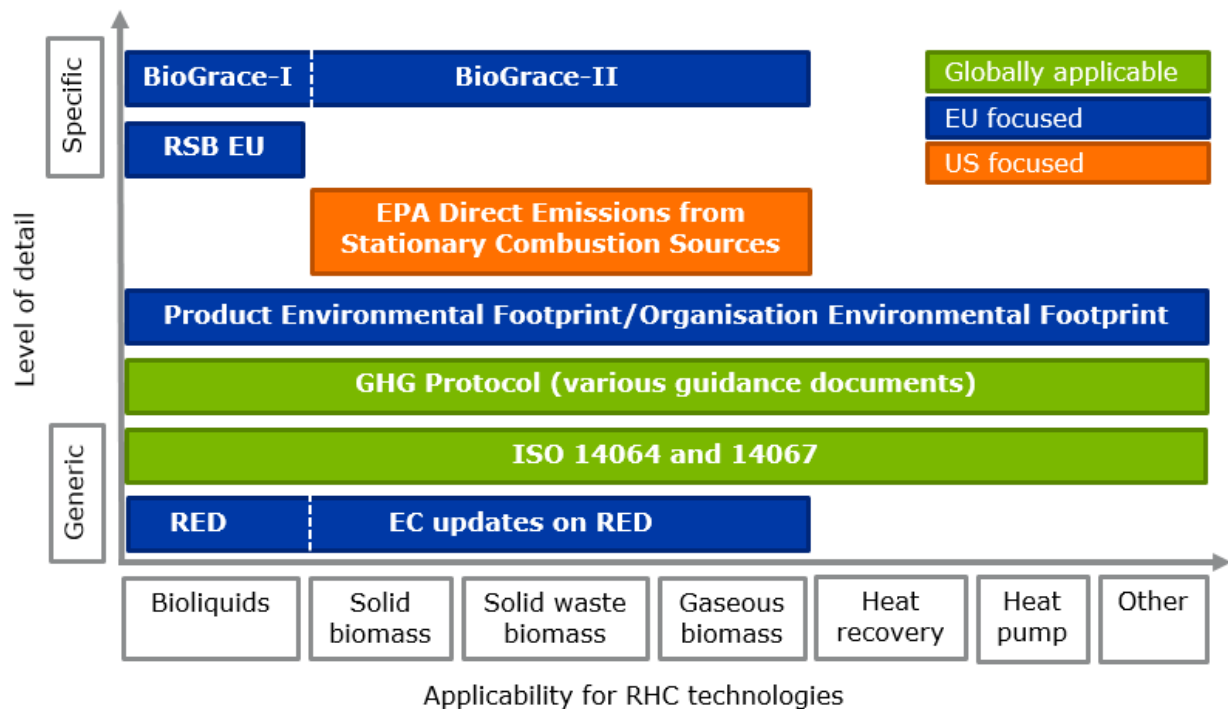 Specific
Level of detail
Generic
BioGrace-I
BioGrace-II
Globally applicable
EU focused
US focused
RSB EU
EPA Direct Emissions from
Stationary Combustion Sources
Product Environmental Footprint/Organisation Environmental Footprint
GHG Protocol (various guidance documents)
ISO 14064 and 14067
RED
EC updates on RED
Bioliquids
Solid
biomass
Solid waste
biomass
Gaseous
biomass
Heat
recovery
Heat
pump
Other
Applicability for RHC technologies